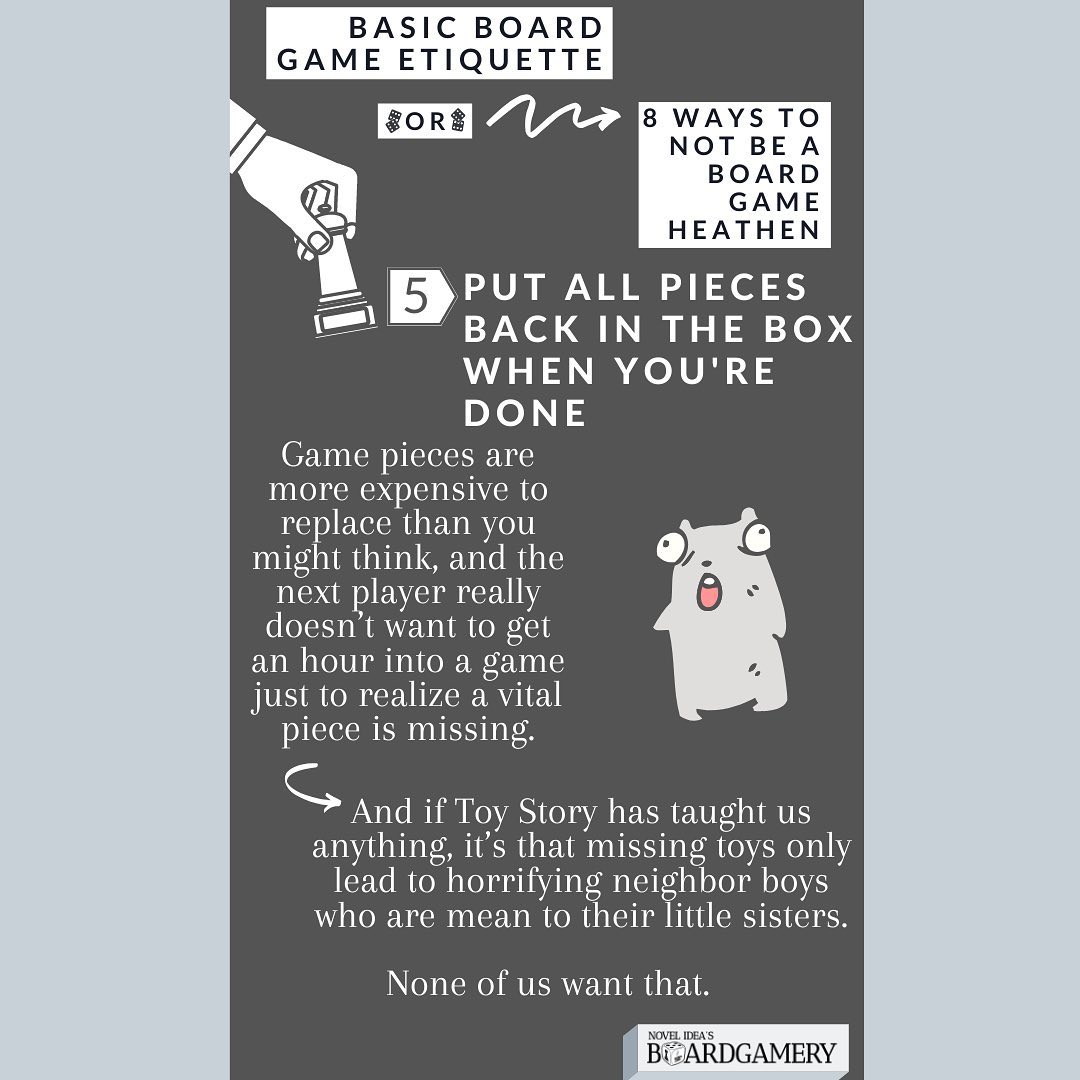 BASIC BOARD
GAME ETIQUETTE
OR
8 WAYS TO
NOT BE A
BOARD
GAME
HEATHEN
5
PUT ALL PIECES
BACK IN THE BOX
WHEN YOU'RE
DONE
Game pieces are
more expensive to
replace than you
might think, and the
next player really
doesn’t want to get
an hour into a game
just to realize a vital
piece is missing.
And if Toy Story has taught us
anything, it’s that missing toys only
lead to horrifying neighbor boys
who are mean to their little sisters.
None of us want that.
NOVEL IDEA'S
BOARDGAMERY